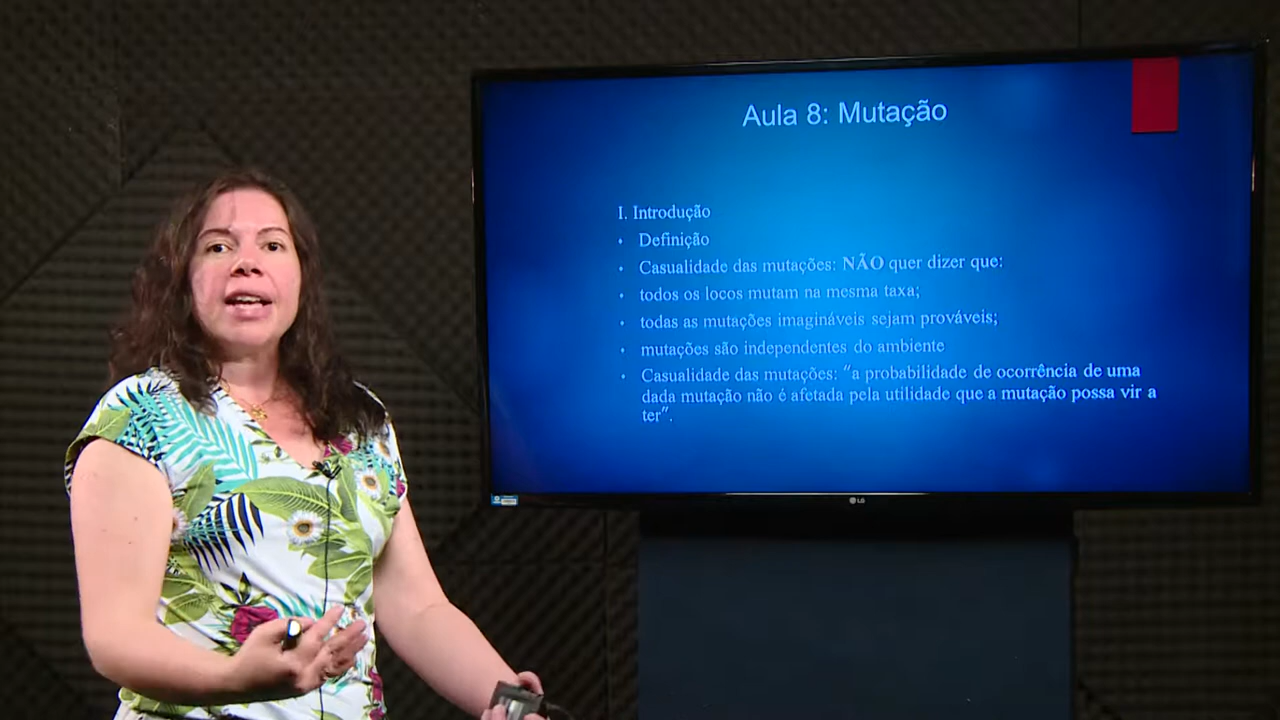 Aula 8: Mutação
I. Introdução
• Definição
• Casualidade das mutações: NÃO quer dizer que:
• todos os locos mutam na mesma taxa;
• todas as mutações imagináveis sejam prováveis;
• mutações são independentes do ambiente
• Casualidade das mutações: “a probabilidade de ocorrência de uma
dada mutação não é afetada pela utilidade que a mutação possa vir a
ter”.
LG